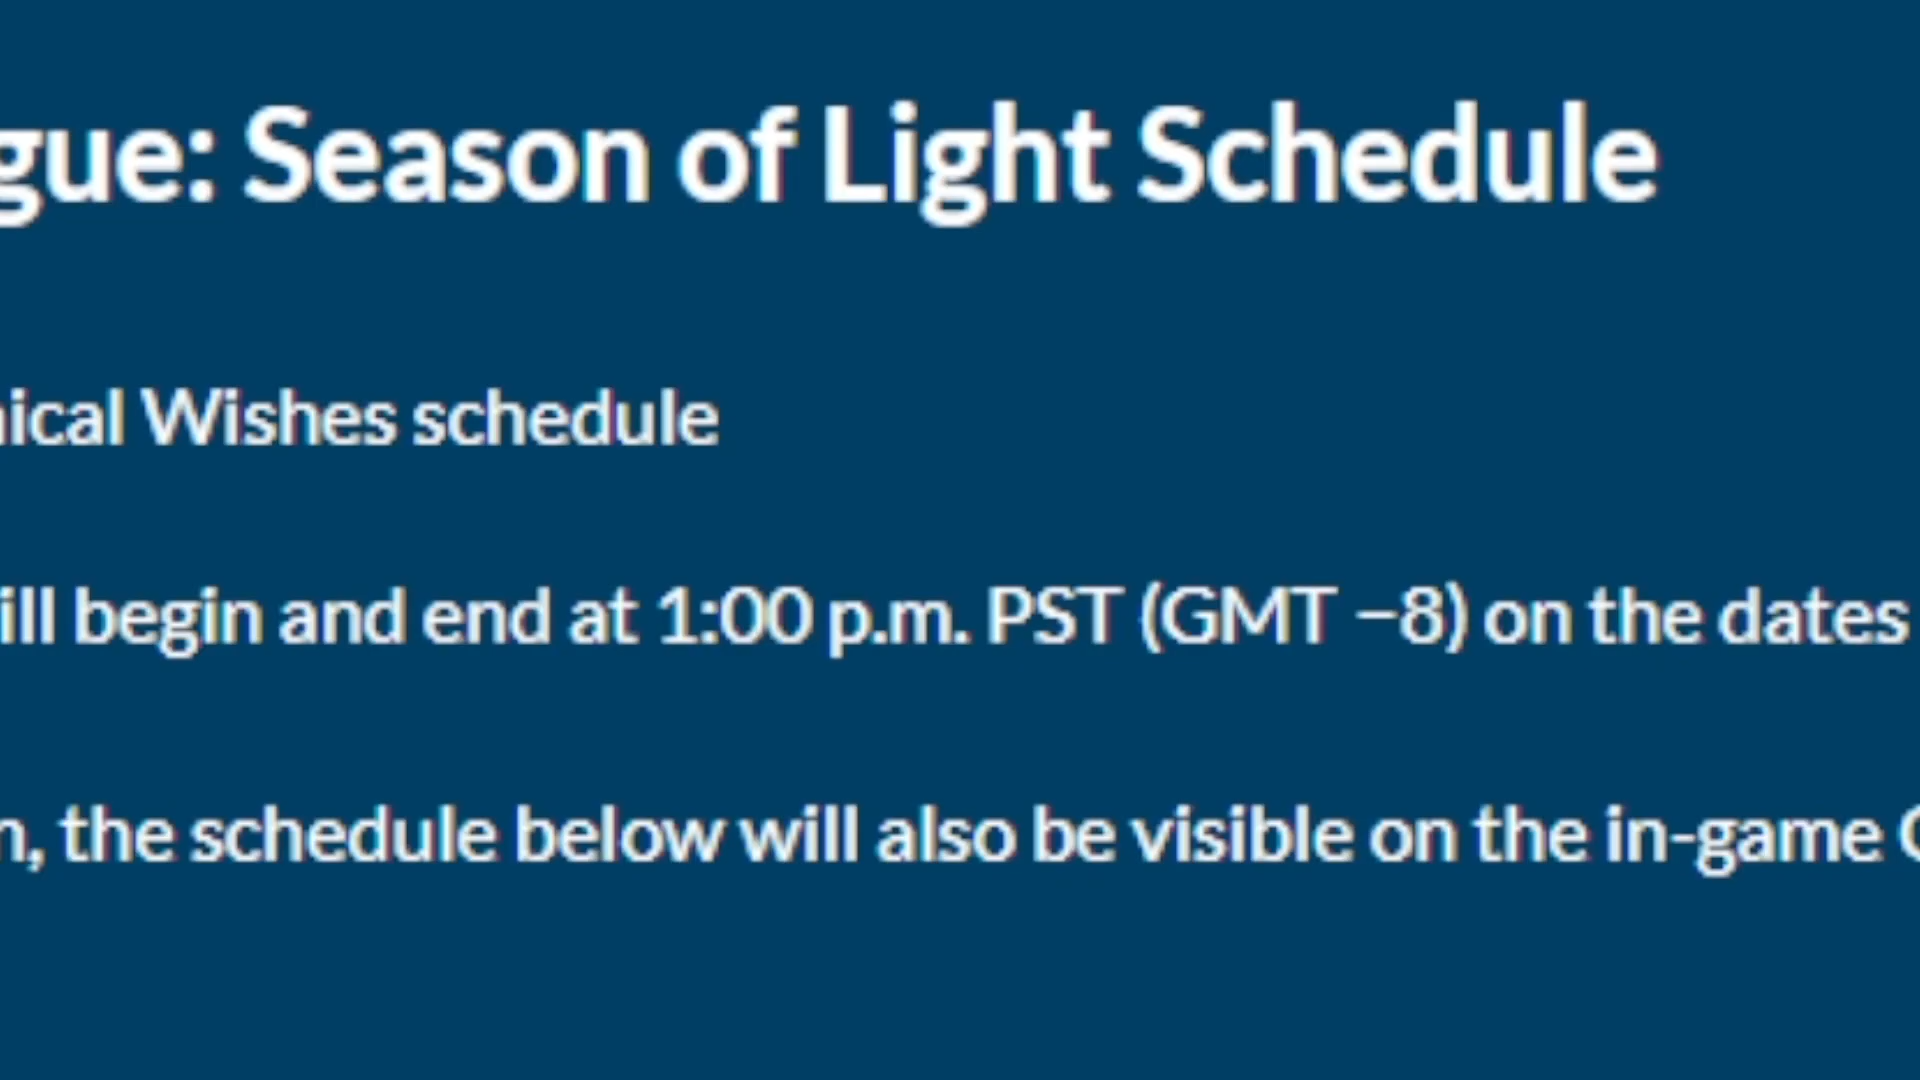 gue: Season of Light Schedule
ical Wishes schedule
ill begin and end at 1:00 p.m. PST (GMT −8) on the dates
, the schedule below will also be visible on the in-game